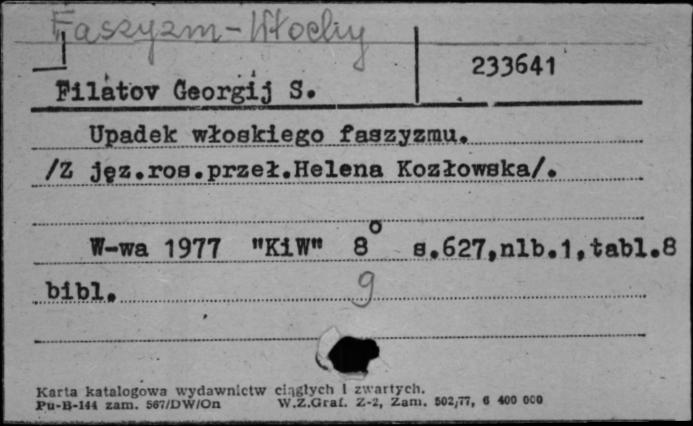 Faszyzm - Włochy
233641
Filatov Georgij S.
Upadek włoskiego faszyzmu.
/Z jęz.ros.przeł.Helena Kozłowska/.
W-wa 1977 "KiW" 8° s.627,nlb.1,tabl.8
bibl. g
Karta katalogowa wydawnictw ciągłych i zwartych.
Pu-B-144 zam. 567/DW/On W.Z.Graf. Z-2, Zam. 502/77, 6 400 000